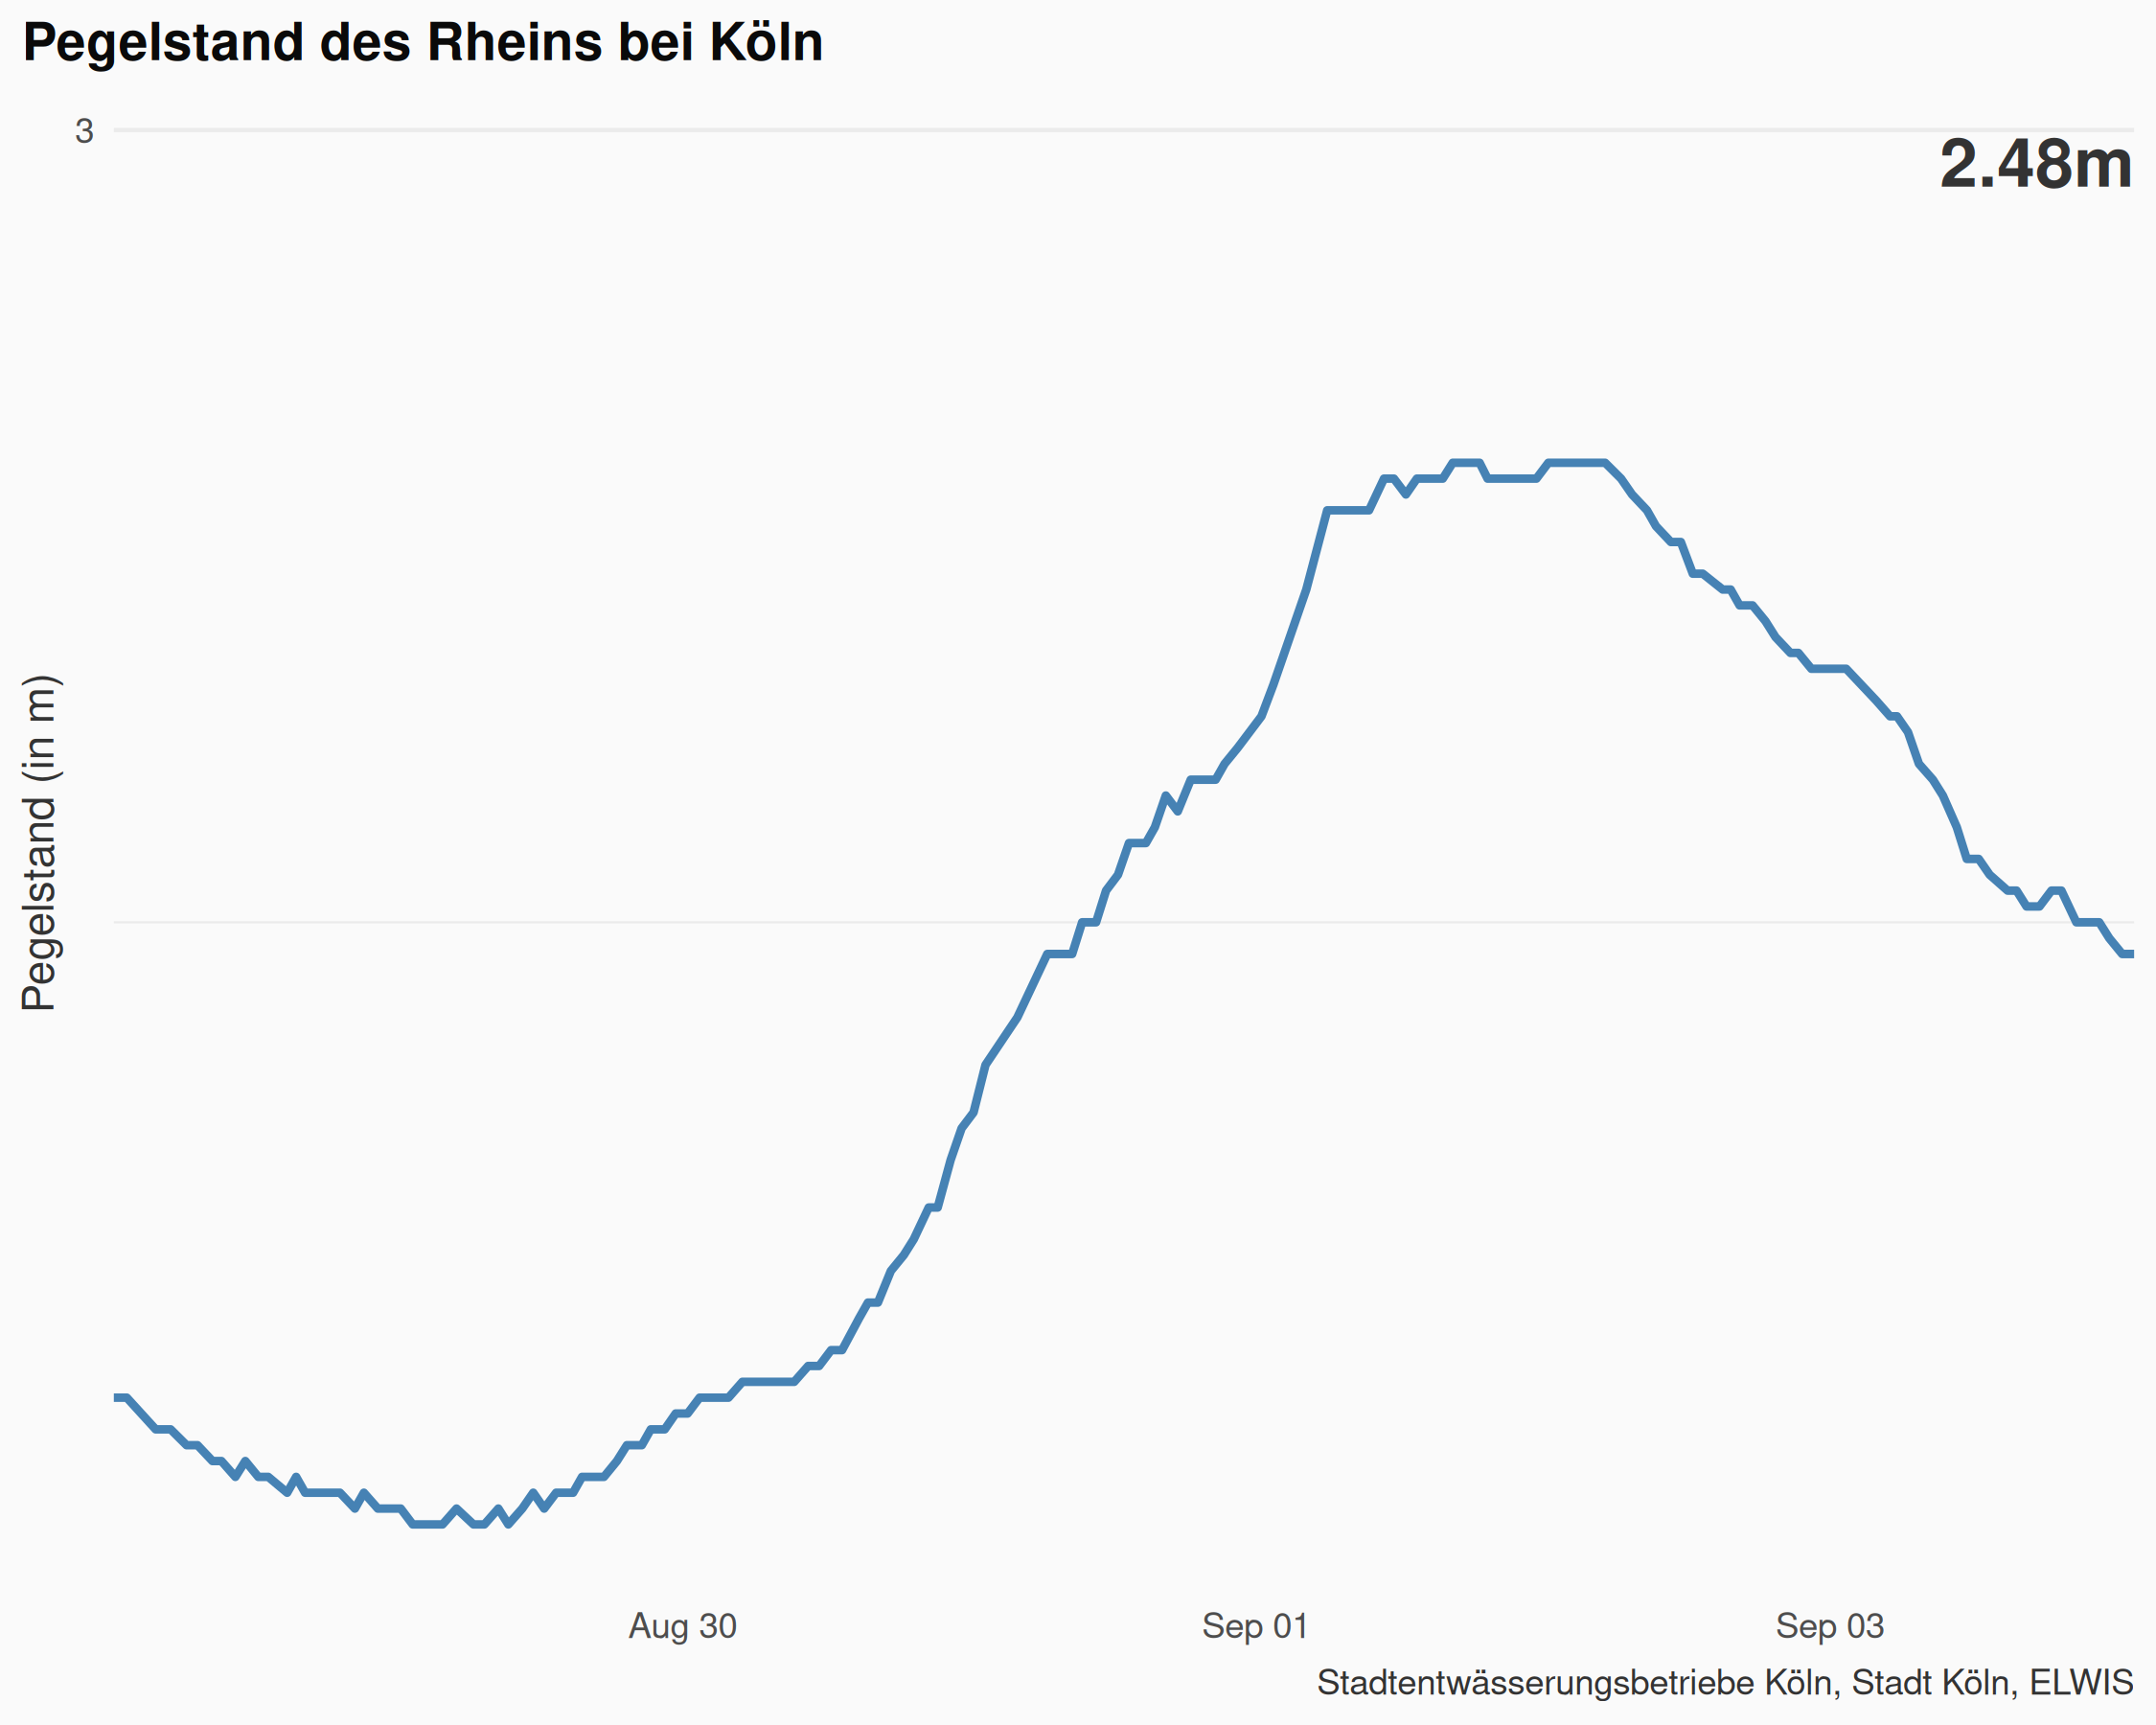 Pegelstand des Rheins bei Köln
3
2.48m
Pegelstand (in m)
Aug 30
Sep 01
Sep 03
Stadtentwässerungsbetriebe Köln, Stadt Köln, ELWIS